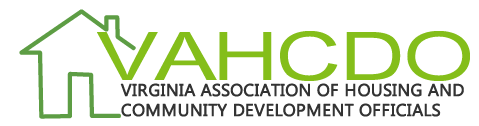 VAHCDO
VIRGINIA ASSOCIATION OF HOUSING AND
COMMUNITY DEVELOPMENT OFFICIALS